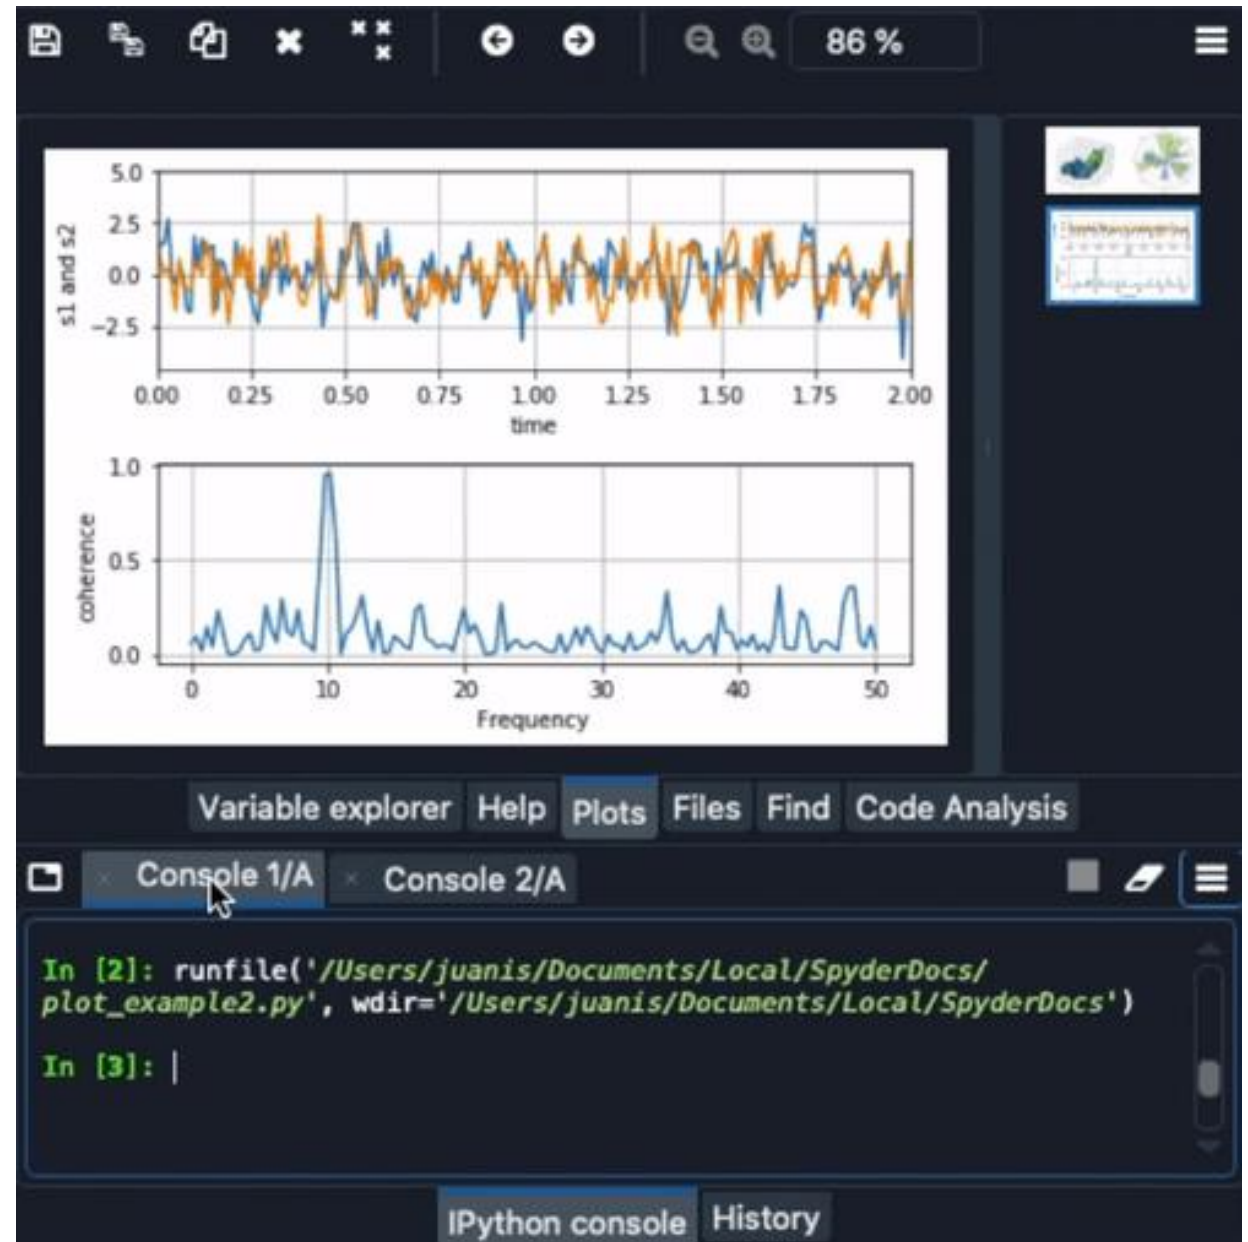 86 %
5.0
2.5
0.0
−2.5
s1 and s2
0.00 0.25 0.50 0.75 1.00 1.25 1.50 1.75 2.00
time
1.0
0.5
0.0
coherence
0 10 20 30 40 50
Frequency
Variable explorer Help Plots Files Find Code Analysis
Console 1/A Console 2/A
In [2]: runfile('/Users/juanis/Documents/Local/SpyderDocs/
plot_example2.py', wdir='/Users/juanis/Documents/Local/SpyderDocs')
In [3]:
IPython console History